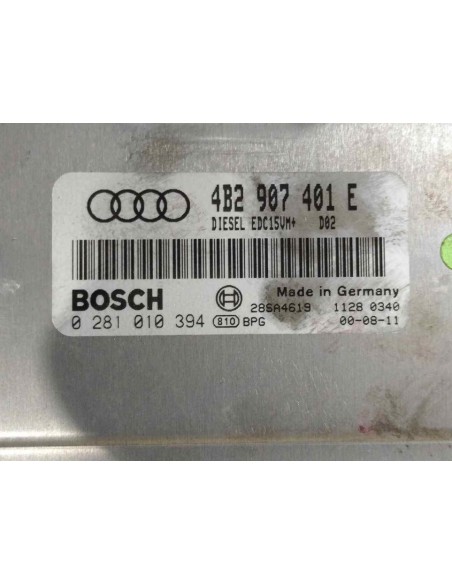 4B2 907 401 E
DIESEL EDC15VM+ D02
BOSCH
Made in Germany
28SA4619 1128 0340
0 281 010 394 810 BPG 00-08-11